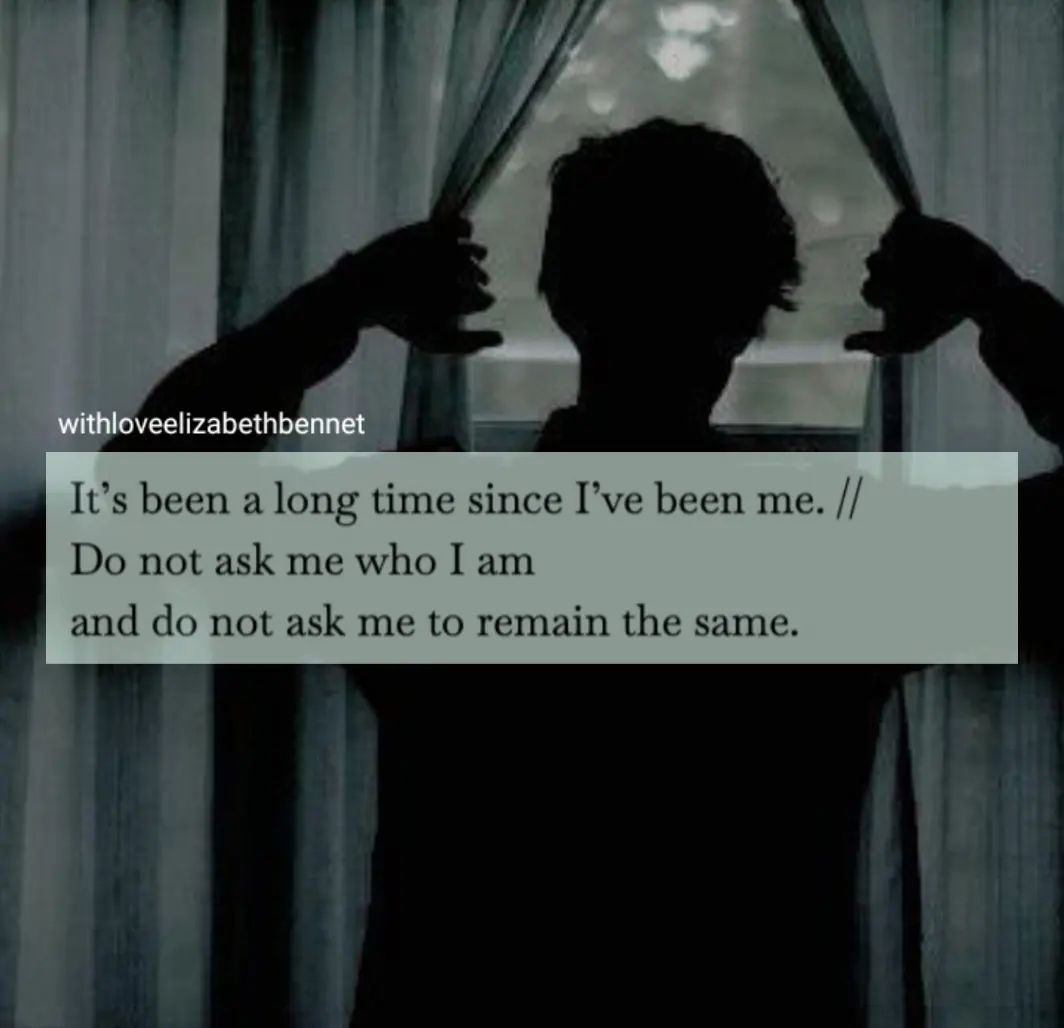 withloveelizabethbennet
It’s been a long time since I’ve been me. //
Do not ask me who I am
and do not ask me to remain the same.